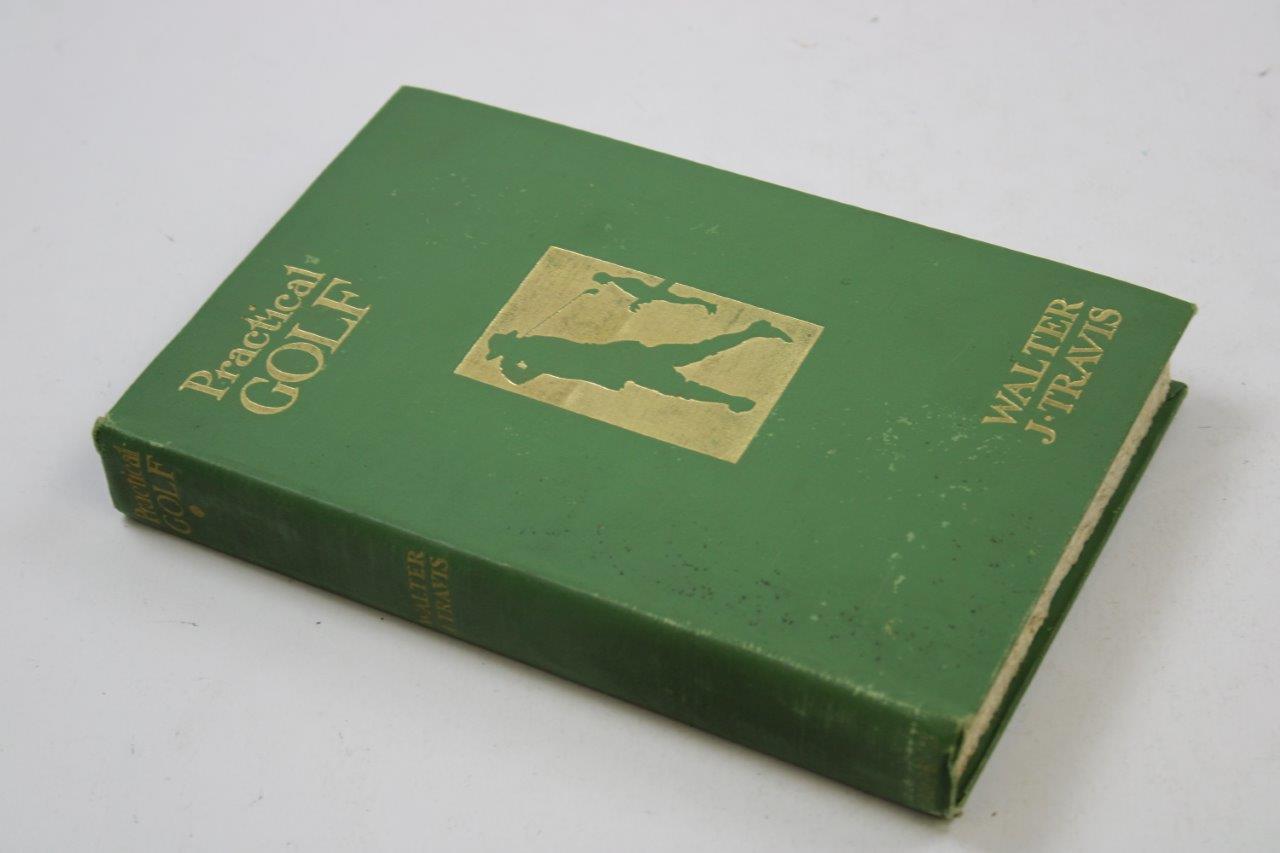 Practical
GOLF
WALTER
J·TRAVIS
Practical
GOLF
WALTER
TRAVIS